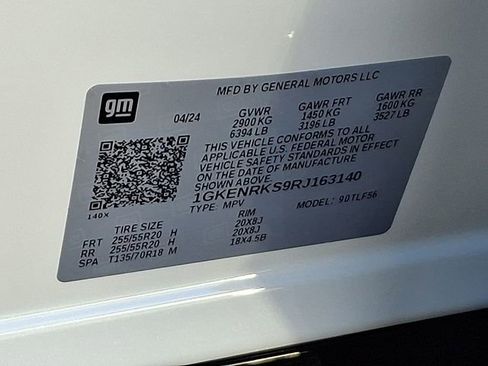 MFD BY GENERAL MOTORS LLC
gm
04/24 GVWR GAWR FRT GAWR RR
2900 KG 1450 KG 1600 KG
6394 LB 3196 LB 3527 LB
THIS VEHICLE CONFORMS TO ALL
APPLICABLE U.S. FEDERAL MOTOR
VEHICLE SAFETY STANDARDS IN EFFECT
ON THE DATE OF MANUFACTURE
SHOWN ABOVE
1GKENRKS9RJ163140
140X TYPE: MPV MODEL: 9DTLF56
TIRE SIZE RIM
FRT 255/55R20 H 20X8J
RR 255/55R20 H 20X8J
SPA T135/70R18 M 18X4.5B